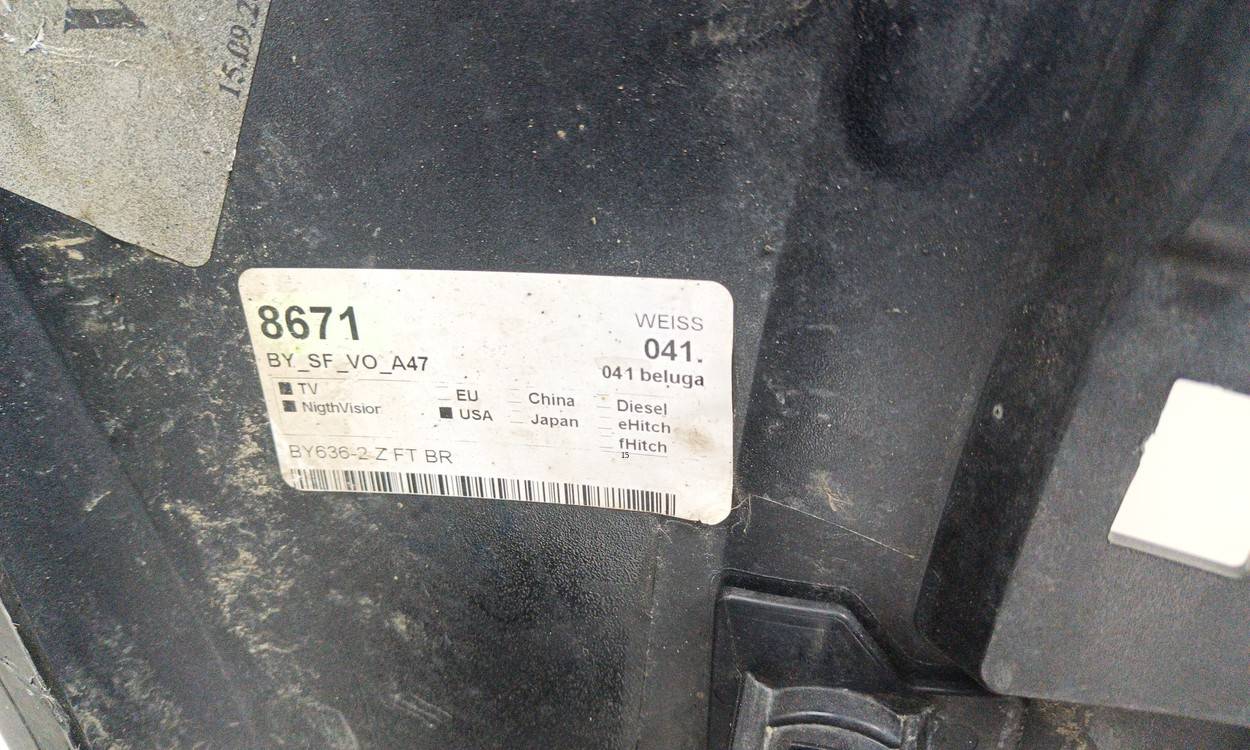 15.09.2
8671
WEISS
041.
BY_SF_VO_A47
041 beluga
TV
EU
China
Diesel
NigthVisior
USA
Japan
eHitch
fHitch
15
BY636-2 Z FT BR